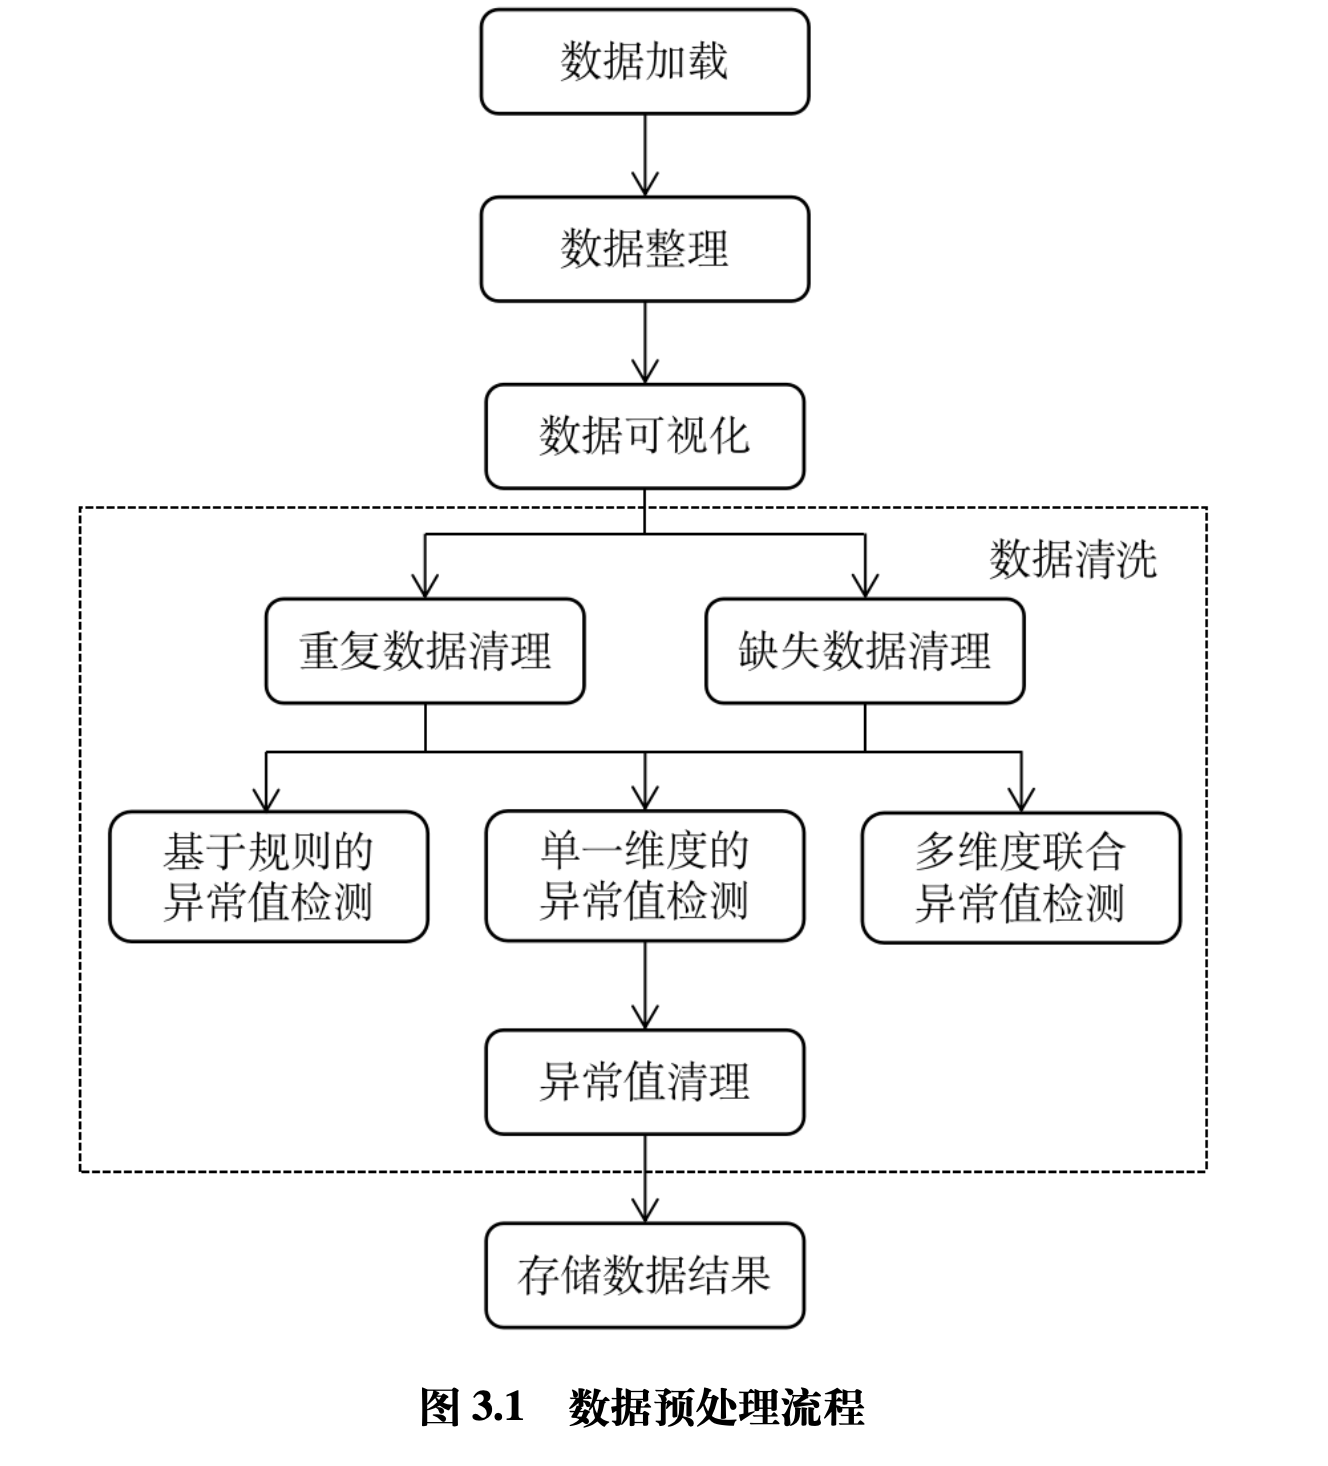 数据加载
数据整理
数据可视化
数据清洗
重复数据清理
缺失数据清理
基于规则的
异常值检测
单一维度的
异常值检测
多维度联合
异常值检测
异常值清理
存储数据结果
图 3.1 数据预处理流程